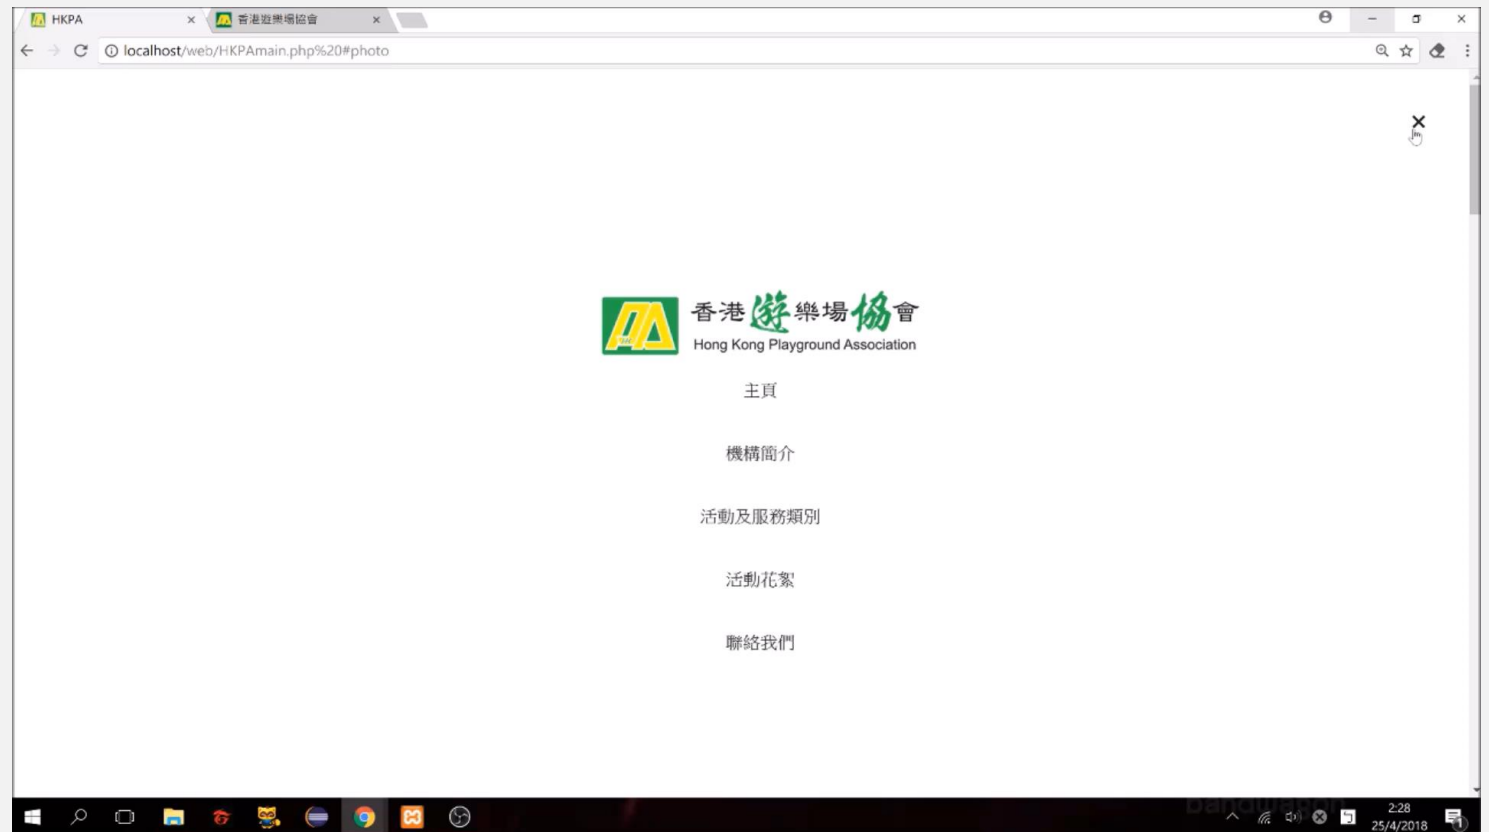 HKPA
香港遊樂場協會
localhost/web/HKPAmain.php%20#photo
香港遊樂場協會
Hong Kong Playground Association
主頁
機構簡介
活動及服務類別
活動花絮
聯絡我們
2:28
25/4/2018